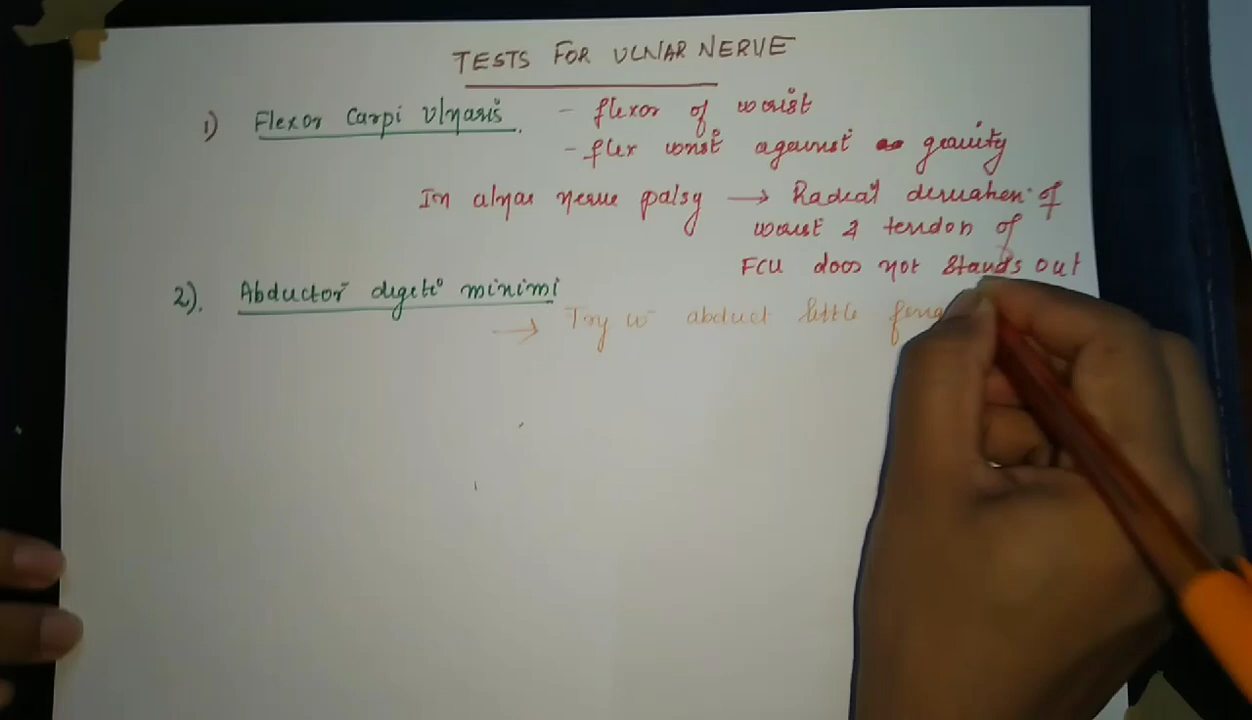 TESTS FOR ULNAR NERVE
1) Flexor Carpi Ulnaris. - flexor of wrist
- flex wrist against gravity
In ulnar nerve palsy → Radial deviation of
wrist & tendon of
FCU does not stands out
2). Abductor digiti minimi
→ Try to abduct little fing